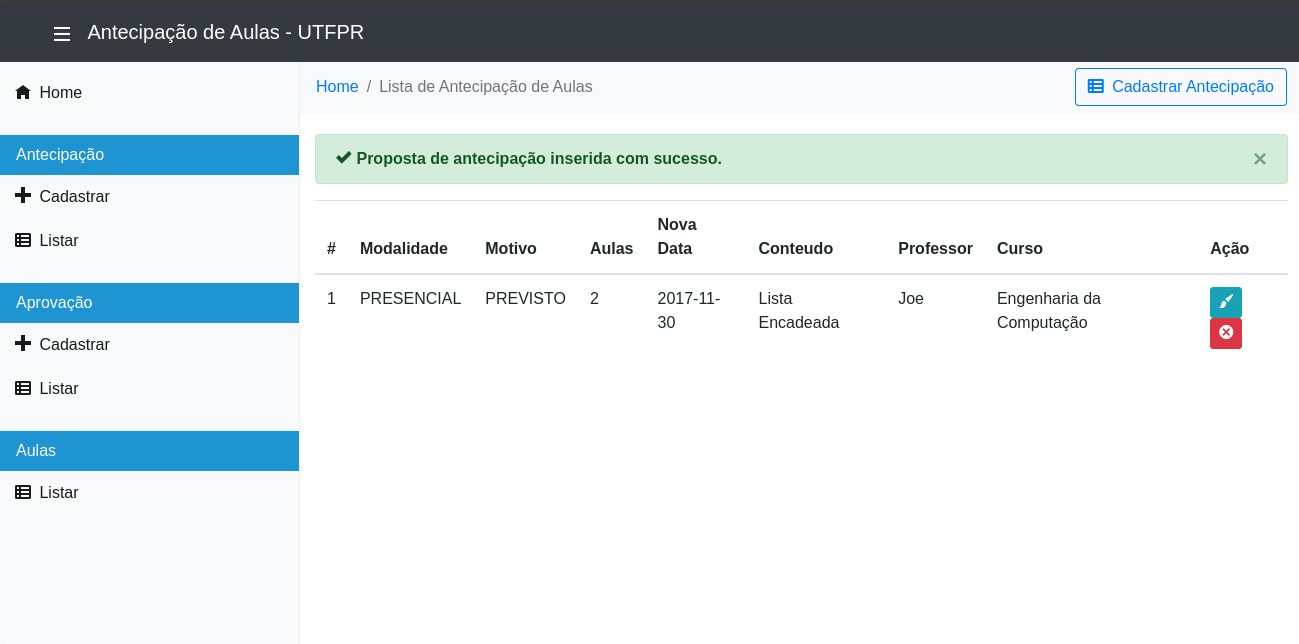 Antecipação de Aulas - UTFPR
Home
Antecipação
Cadastrar
Listar
Aprovação
Cadastrar
Listar
Aulas
Listar
Home / Lista de Antecipação de Aulas
Cadastrar Antecipação
Proposta de antecipação inserida com sucesso. ×
# Modalidade Motivo Aulas Nova Data Conteudo Professor Curso Ação
1 PRESENCIAL PREVISTO 2 2017-11- Lista Joe Engenharia da
30 Encadeada Computação